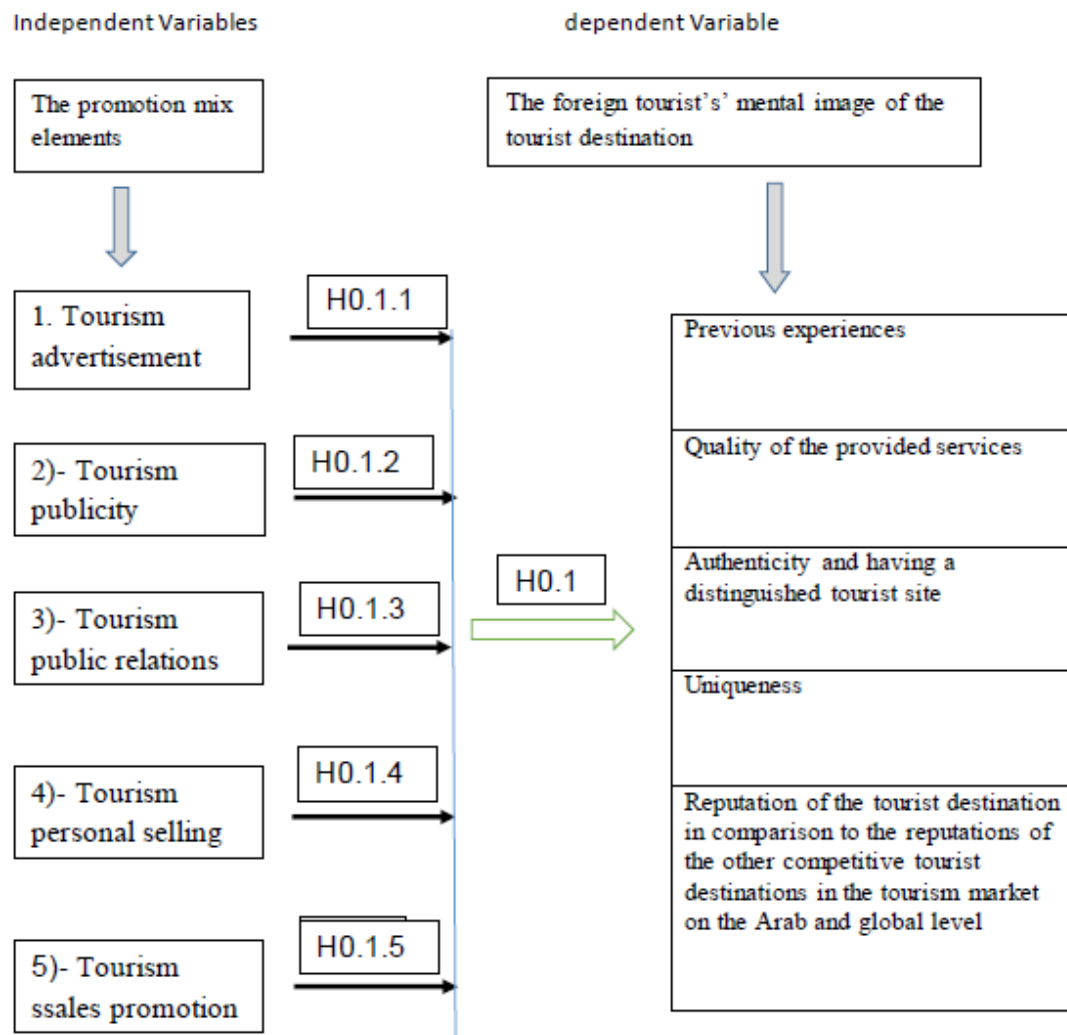 Independent Variables
dependent Variable
The promotion mix
elements
The foreign tourist’s’ mental image of the
tourist destination
1. Tourism
advertisement
H0.1.1
2)- Tourism
publicity
H0.1.2
3)- Tourism
public relations
H0.1.3
4)- Tourism
personal selling
H0.1.4
5)- Tourism
ssales promotion
H0.1.5
H0.1
Previous experiences
Quality of the provided services
Authenticity and having a
distinguished tourist site
Uniqueness
Reputation of the tourist destination
in comparison to the reputations of
the other competitive tourist
destinations in the tourism market
on the Arab and global level